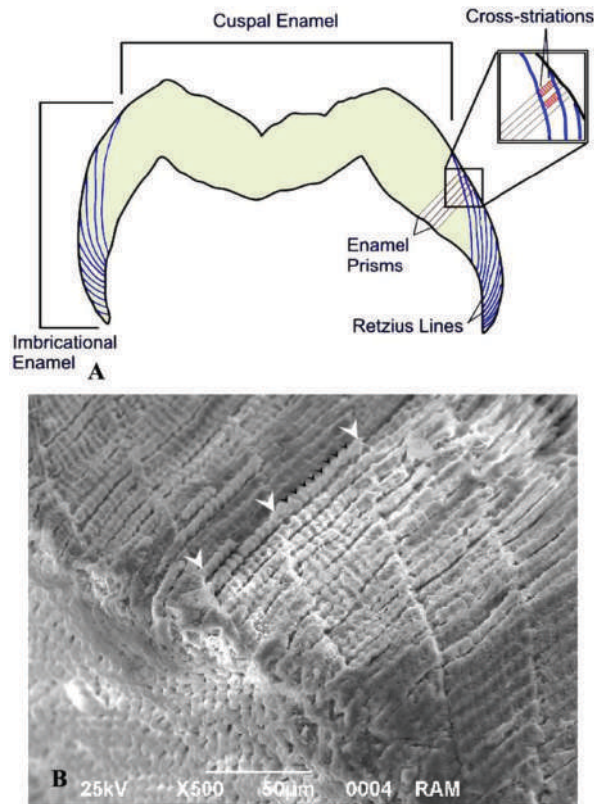 Cross-striations
Cuspal Enamel
Enamel
Prisms
Retzius Lines
Imbricational
Enamel
A
B
25kV X500 50µm 0004 RAM